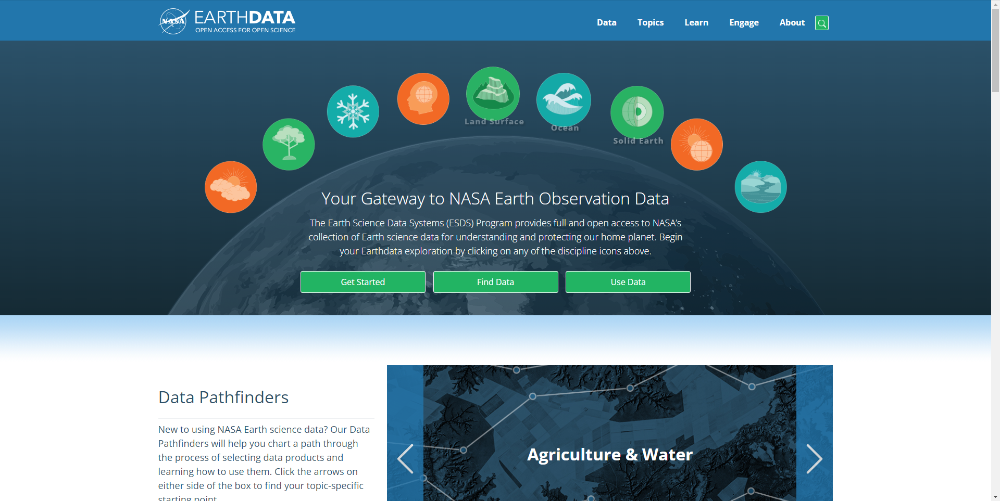 NASA
EARTHDATA
OPEN ACCESS FOR OPEN SCIENCE
Data
Topics
Learn
Engage
About
Land Surface
Ocean
Solid Earth
Your Gateway to NASA Earth Observation Data
The Earth Science Data Systems (ESDS) Program provides full and open access to NASA’s
collection of Earth science data for understanding and protecting our home planet. Begin
your Earthdata exploration by clicking on any of the discipline icons above.
Get Started
Find Data
Use Data
Data Pathfinders
New to using NASA Earth science data? Our Data
Pathfinders will help you chart a path through
the process of selecting data products and
learning how to use them. Click the arrows on
either side of the box to find your topic-specific
starting point
Agriculture & Water